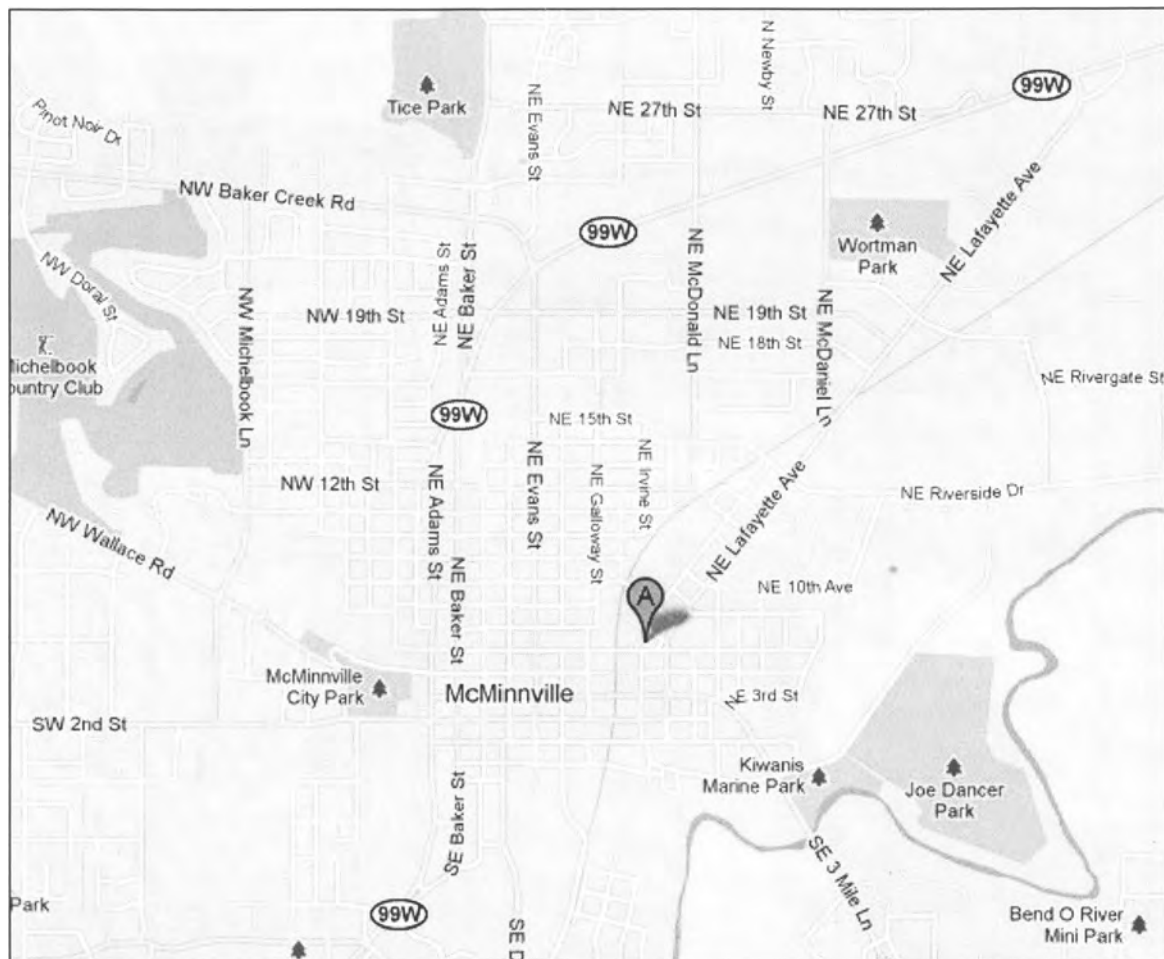 Tice Park
NE Evans St
N Newby St
NE 27th St
NE 27th St
99W
Pinot Noir Dr
NW Baker Creek Rd
99W
Wortman
Park
NE Lafayette Ave
NW Doral St
NE Adams St
NE Baker St
NE McDonald Ln
NW 19th St
NE 19th St
NE 18th St
NE McDaniel Ln
NW Michelbook Ln
Michelbook
ountry Club
NE Rivergate St
99W
NE 15th St
NE Irvine St
NW 12th St
NE Adams St
NE Evans St
NE Galloway St
NE Lafayette Ave
NE Riverside Dr
NW Wallace Rd
NE Baker St
A
NE 10th Ave
McMinnville
City Park
McMinnville
NE 3rd St
SW 2nd St
Kiwanis
Marine Park
Joe Dancer
Park
SE Baker St
SE 3 Mile Ln
Park
99W
SE D
Bend O River
Mini Park